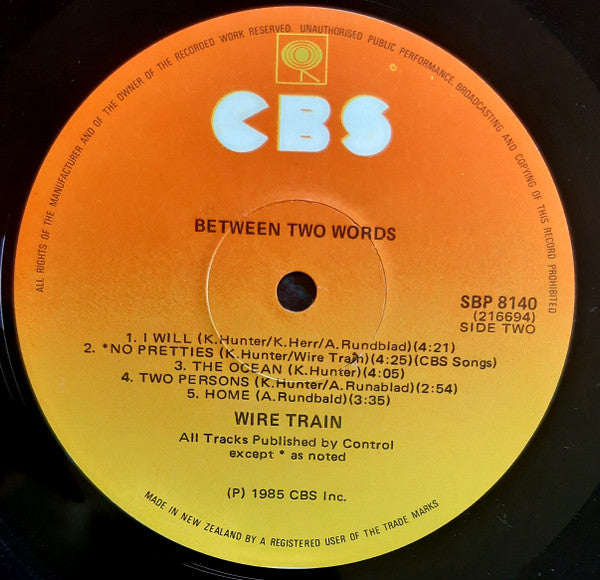 ALL RIGHTS OF THE MANUFACTURER AND OF THE OWNER OF THE RECORDED WORK RESERVED. UNAUTHORISED PUBLIC PERFORMANCE, BROADCASTING AND COPYING OF THIS RECORD PROHIBITED
CBS
BETWEEN TWO WORDS
SBP 8140
(216694)
SIDE TWO
1. I WILL (K.Hunter/K.Herr/A.Rundblad)(4:21)
2. *NO PRETTIES (K.Hunter/Wire Train)(4:25)(CBS Songs)
3. THE OCEAN (K.Hunter)(4:05)
4. TWO PERSONS (K.Hunter/A.Runablad)(2:54)
5. HOME (A.Rundbald)(3:35)
WIRE TRAIN
All Tracks Published by Control
except * as noted
(P) 1985 CBS Inc.
MADE IN NEW ZEALAND BY A REGISTERED USER OF THE TRADE MARKS